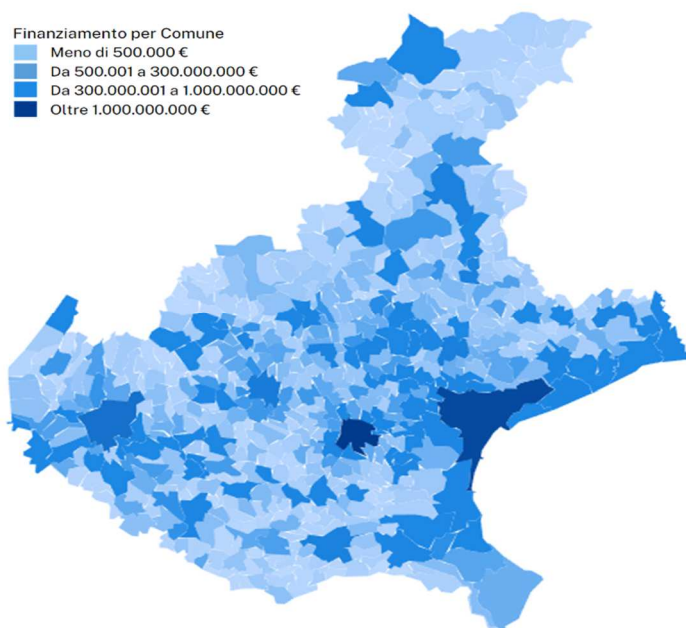 Finanziamento per Comune
Meno di 500.000 €
Da 500.001 a 300.000.000 €
Da 300.000.001 a 1.000.000.000 €
Oltre 1.000.000.000 €